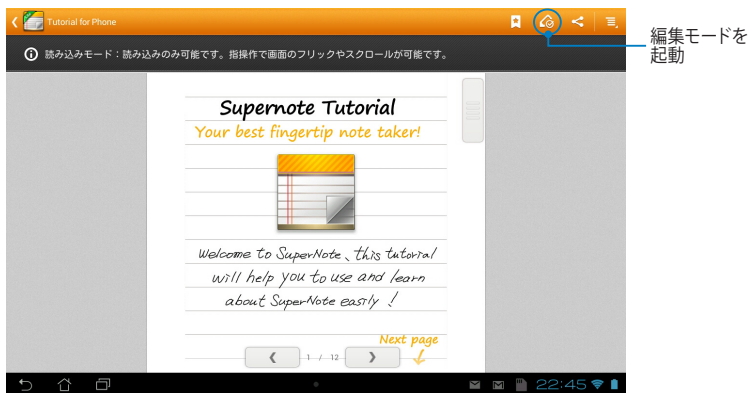 Tutorial for Phone
読み込みモード：読み込みのみ可能です。指操作で画面のフリックやスクロールが可能です。
編集モードを
起動
Supernote Tutorial
Your best fingertip note taker!
Welcome to SuperNote、this tutorial
will help you to use and learn
about SuperNote easily !
Next page
1 / 12
22:45